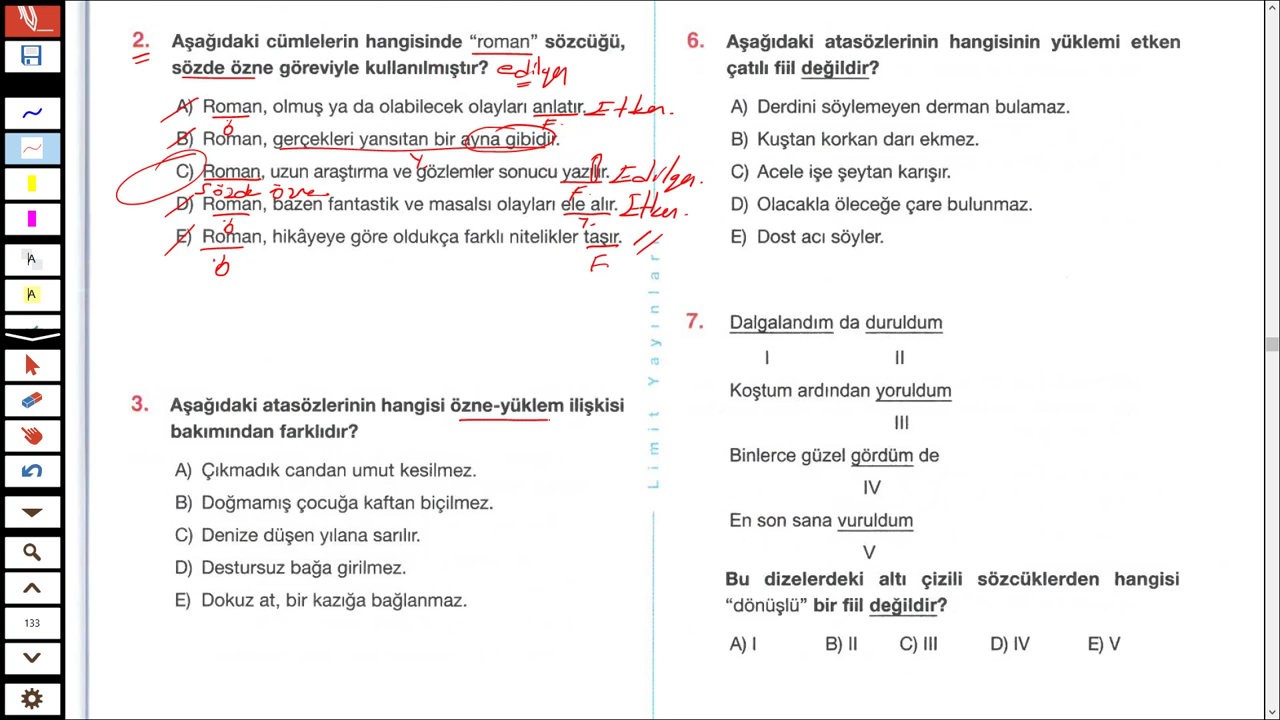 2. Aşağıdaki cümlelerin hangisinde “roman” sözcüğü,
sözde özne göreviyle kullanılmıştır? edilgen
A) Roman, olmuş ya da olabilecek olayları anlatır. Etken.
ö F
B) Roman, gerçekleri yansıtan bir ayna gibidir.
Y
C) Roman, uzun araştırma ve gözlemler sonucu yazılır. Edilgen.
Sözde özne F
D) Roman, bazen fantastik ve masalsı olayları ele alır. Etken.
ö F
E) Roman, hikâyeye göre oldukça farklı nitelikler taşır. //
ö F
3. Aşağıdaki atasözlerinin hangisi özne-yüklem ilişkisi
bakımından farklıdır?
A) Çıkmadık candan umut kesilmez.
B) Doğmamış çocuğa kaftan biçilmez.
C) Denize düşen yılana sarılır.
D) Destursuz bağa girilmez.
E) Dokuz at, bir kazığa bağlanmaz.
Limit Yayınlar
6. Aşağıdaki atasözlerinin hangisinin yüklemi etken
çatılı fiil değildir?
A) Derdini söylemeyen derman bulamaz.
B) Kuştan korkan darı ekmez.
C) Acele işe şeytan karışır.
D) Olacakla öleceğe çare bulunmaz.
E) Dost acı söyler.
7. Dalgalandım da duruldum
I II
Koştum ardından yoruldum
III
Binlerce güzel gördüm de
IV
En son sana vuruldum
V
Bu dizelerdeki altı çizili sözcüklerden hangisi
“dönüşlü” bir fiil değildir?
A) I B) II C) III D) IV E) V
A
A
133